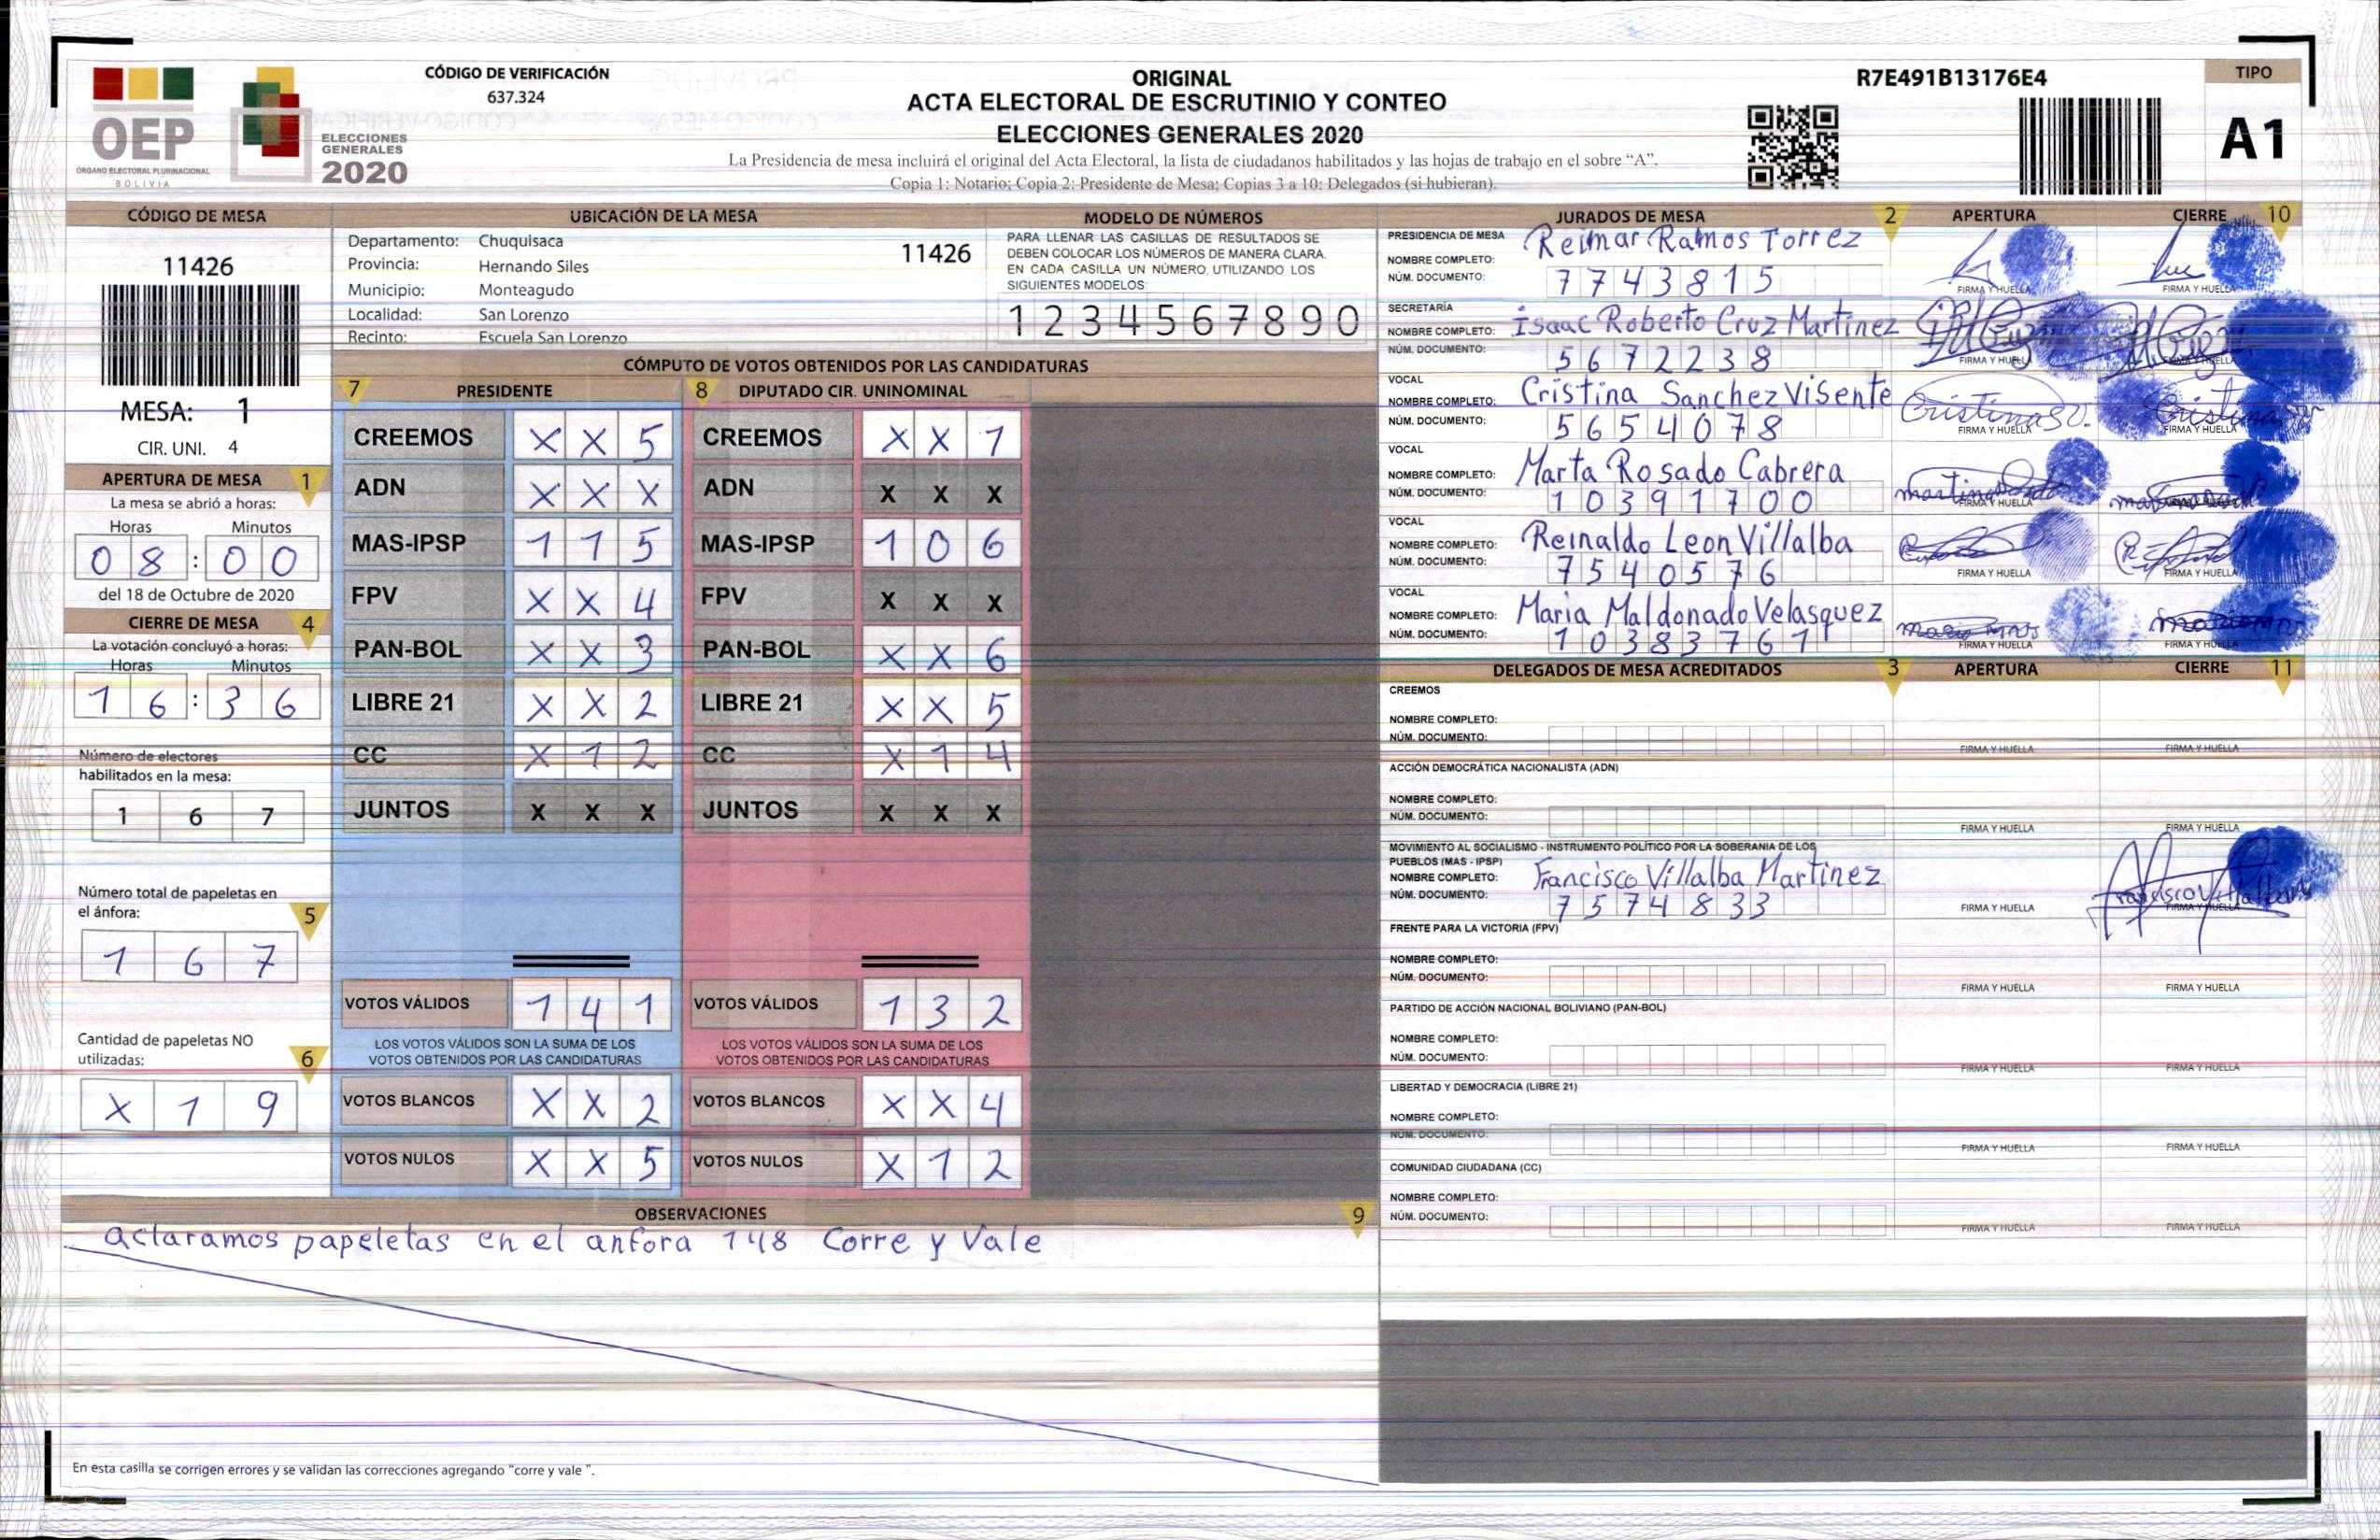 CÓDIGO DE VERIFICACIÓN
637.324
OEP
ÓRGANO ELECTORAL PLURINACIONAL
BOLIVIA
ELECCIONES
GENERALES
2020
ORIGINAL
ACTA ELECTORAL DE ESCRUTINIO Y CONTEO
ELECCIONES GENERALES 2020
La Presidencia de mesa incluirá el original del Acta Electoral, la lista de ciudadanos habilitados y las hojas de trabajo en el sobre “A”.
Copia 1: Notario; Copia 2: Presidente de Mesa; Copias 3 a 10: Delegados (si hubieran).
R7E491B13176E4
TIPO
A1
CÓDIGO DE MESA
11426
MESA: 1
CIR. UNI. 4
APERTURA DE MESA 1
La mesa se abrió a horas:
Horas Minutos
0 8 : 0 0
del 18 de Octubre de 2020
CIERRE DE MESA 4
La votación concluyó a horas:
Horas Minutos
1 6 : 3 6
Número de electores
habilitados en la mesa:
1 6 7
Número total de papeletas en
el ánfora: 5
1 6 7
Cantidad de papeletas NO
utilizadas: 6
X 1 9
UBICACIÓN DE LA MESA
Departamento: Chuquisaca 11426
Provincia: Hernando Siles
Municipio: Monteagudo
Localidad: San Lorenzo
Recinto: Escuela San Lorenzo
MODELO DE NÚMEROS
PARA LLENAR LAS CASILLAS DE RESULTADOS SE
DEBEN COLOCAR LOS NÚMEROS DE MANERA CLARA.
EN CADA CASILLA UN NÚMERO, UTILIZANDO LOS
SIGUIENTES MODELOS
1 2 3 4 5 6 7 8 9 0
CÓMPUTO DE VOTOS OBTENIDOS POR LAS CANDIDATURAS
7 PRESIDENTE 8 DIPUTADO CIR. UNINOMINAL
CREEMOS X X 5 CREEMOS X X 1
ADN X X X ADN X X X
MAS-IPSP 1 1 5 MAS-IPSP 1 0 6
FPV X X 4 FPV X X X
PAN-BOL X X 3 PAN-BOL X X 6
LIBRE 21 X X 2 LIBRE 21 X X 5
CC X 1 2 CC X 1 4
JUNTOS X X X JUNTOS X X X
VOTOS VÁLIDOS 1 4 1 VOTOS VÁLIDOS 1 3 2
LOS VOTOS VÁLIDOS SON LA SUMA DE LOS LOS VOTOS VÁLIDOS SON LA SUMA DE LOS
VOTOS OBTENIDOS POR LAS CANDIDATURAS VOTOS OBTENIDOS POR LAS CANDIDATURAS
VOTOS BLANCOS X X 2 VOTOS BLANCOS X X 4
VOTOS NULOS X X 5 VOTOS NULOS X 1 2
OBSERVACIONES 9
aclaramos papeletas en el anfora 148 Corre y Vale
En esta casilla se corrigen errores y se validan las correcciones agregando "corre y vale ".
JURADOS DE MESA 2 APERTURA CIERRE 10
PRESIDENCIA DE MESA
NOMBRE COMPLETO: Reimar Ramos Torrez
NÚM. DOCUMENTO: 7743815 FIRMA Y HUELLA FIRMA Y HUELLA
SECRETARÍA
NOMBRE COMPLETO: Isaac Roberto Cruz Martinez
NÚM. DOCUMENTO: 5672238 FIRMA Y HUELLA FIRMA Y HUELLA
VOCAL
NOMBRE COMPLETO: Cristina Sanchez Visente
NÚM. DOCUMENTO: 5654078 FIRMA Y HUELLA FIRMA Y HUELLA
VOCAL
NOMBRE COMPLETO: Marta Rosado Cabrera
NÚM. DOCUMENTO: 10391700 FIRMA Y HUELLA FIRMA Y HUELLA
VOCAL
NOMBRE COMPLETO: Reinaldo Leon Villalba
NÚM. DOCUMENTO: 7540576 FIRMA Y HUELLA FIRMA Y HUELLA
VOCAL
NOMBRE COMPLETO: Maria Maldonado Velasquez
NÚM. DOCUMENTO: 10383761 FIRMA Y HUELLA FIRMA Y HUELLA
DELEGADOS DE MESA ACREDITADOS 3 APERTURA CIERRE 11
CREEMOS
NOMBRE COMPLETO:
NÚM. DOCUMENTO: FIRMA Y HUELLA FIRMA Y HUELLA
ACCIÓN DEMOCRÁTICA NACIONALISTA (ADN)
NOMBRE COMPLETO:
NÚM. DOCUMENTO: FIRMA Y HUELLA FIRMA Y HUELLA
MOVIMIENTO AL SOCIALISMO - INSTRUMENTO POLÍTICO POR LA SOBERANIA DE LOS
PUEBLOS (MAS - IPSP)
NOMBRE COMPLETO: Francisco Villalba Martinez
NÚM. DOCUMENTO: 7574833 FIRMA Y HUELLA FIRMA Y HUELLA
FRENTE PARA LA VICTORIA (FPV)
NOMBRE COMPLETO:
NÚM. DOCUMENTO: FIRMA Y HUELLA FIRMA Y HUELLA
PARTIDO DE ACCIÓN NACIONAL BOLIVIANO (PAN-BOL)
NOMBRE COMPLETO:
NÚM. DOCUMENTO: FIRMA Y HUELLA FIRMA Y HUELLA
LIBERTAD Y DEMOCRACIA (LIBRE 21)
NOMBRE COMPLETO:
NÚM. DOCUMENTO: FIRMA Y HUELLA FIRMA Y HUELLA
COMUNIDAD CIUDADANA (CC)
NOMBRE COMPLETO:
NÚM. DOCUMENTO: FIRMA Y HUELLA FIRMA Y HUELLA